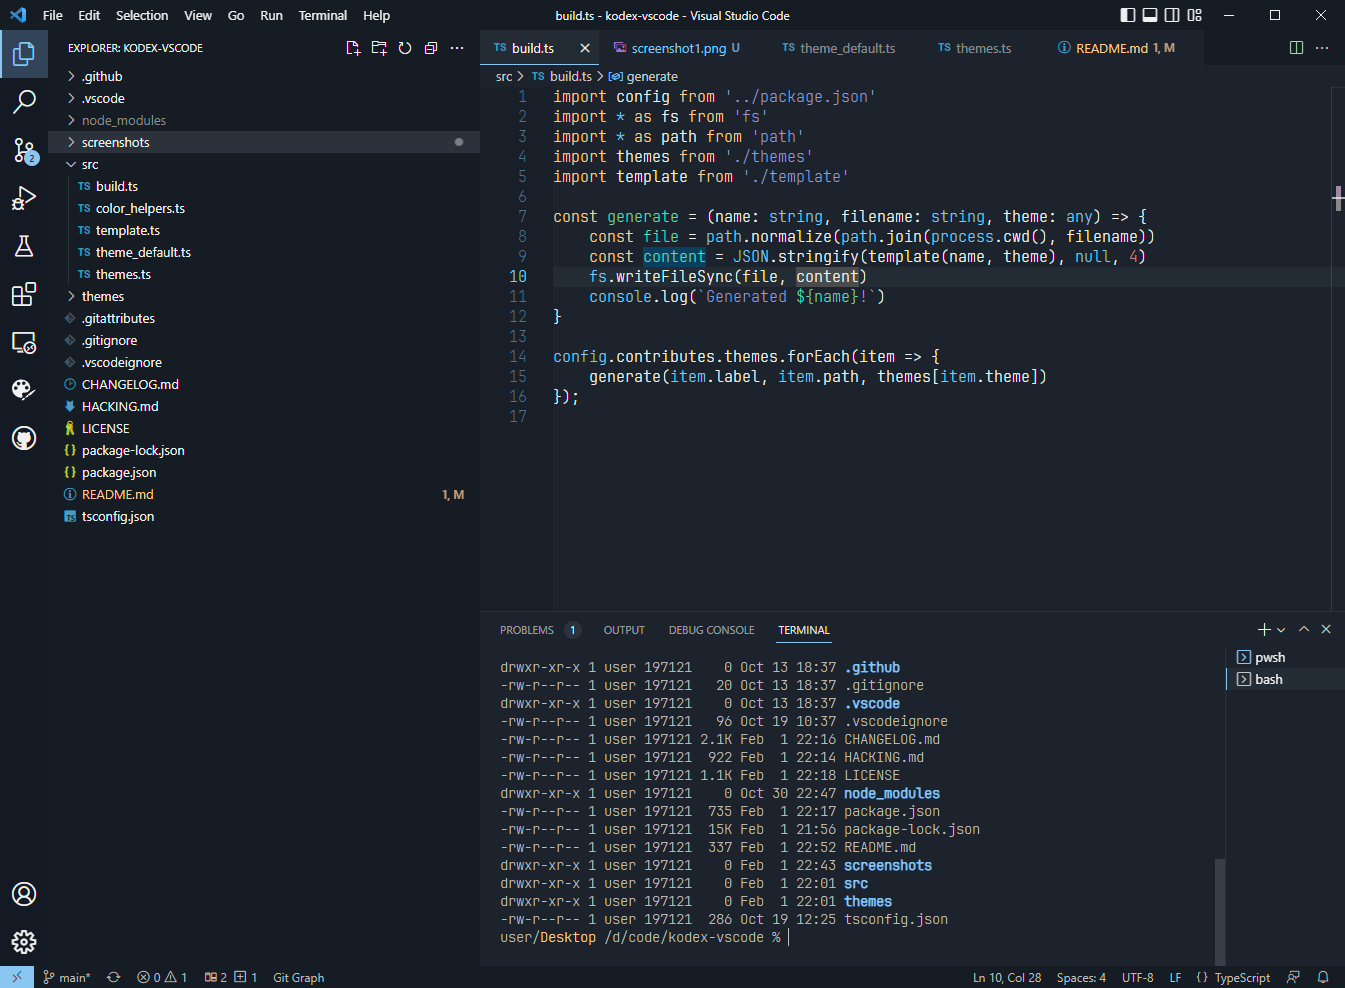 File Edit Selection View Go Run Terminal Help build.ts - kodex-vscode - Visual Studio Code
EXPLORER: KODEX-VSCODE
.github
.vscode
node_modules
screenshots
src
TS build.ts
TS color_helpers.ts
TS template.ts
TS theme_default.ts
TS themes.ts
themes
.gitattributes
.gitignore
.vscodeignore
CHANGELOG.md
HACKING.md
LICENSE
{} package-lock.json
{} package.json
README.md 1, M
TS tsconfig.json
2
TS build.ts screenshot1.png U TS theme_default.ts TS themes.ts README.md 1, M
src > TS build.ts > generate
1 import config from '../package.json'
2 import * as fs from 'fs'
3 import * as path from 'path'
4 import themes from './themes'
5 import template from './template'
6
7 const generate = (name: string, filename: string, theme: any) => {
8 const file = path.normalize(path.join(process.cwd(), filename))
9 const content = JSON.stringify(template(name, theme), null, 4)
10 fs.writeFileSync(file, content)
11 console.log(`Generated ${name}!`)
12 }
13
14 config.contributes.themes.forEach(item => {
15 generate(item.label, item.path, themes[item.theme])
16 });
17
PROBLEMS 1 OUTPUT DEBUG CONSOLE TERMINAL
drwxr-xr-x 1 user 197121 0 Oct 13 18:37 .github
-rw-r--r-- 1 user 197121 20 Oct 13 18:37 .gitignore
drwxr-xr-x 1 user 197121 0 Oct 13 18:37 .vscode
-rw-r--r-- 1 user 197121 96 Oct 19 10:37 .vscodeignore
-rw-r--r-- 1 user 197121 2.1K Feb 1 22:16 CHANGELOG.md
-rw-r--r-- 1 user 197121 922 Feb 1 22:14 HACKING.md
-rw-r--r-- 1 user 197121 1.1K Feb 1 22:18 LICENSE
drwxr-xr-x 1 user 197121 0 Oct 30 22:47 node_modules
-rw-r--r-- 1 user 197121 735 Feb 1 22:17 package.json
-rw-r--r-- 1 user 197121 15K Feb 1 21:56 package-lock.json
-rw-r--r-- 1 user 197121 337 Feb 1 22:52 README.md
drwxr-xr-x 1 user 197121 0 Feb 1 22:43 screenshots
drwxr-xr-x 1 user 197121 0 Feb 1 22:01 src
drwxr-xr-x 1 user 197121 0 Feb 1 22:01 themes
-rw-r--r-- 1 user 197121 286 Oct 19 12:25 tsconfig.json
user/Desktop /d/code/kodex-vscode %
pwsh
bash
main* 0 1 2 1 Git Graph Ln 10, Col 28 Spaces: 4 UTF-8 LF {} TypeScript